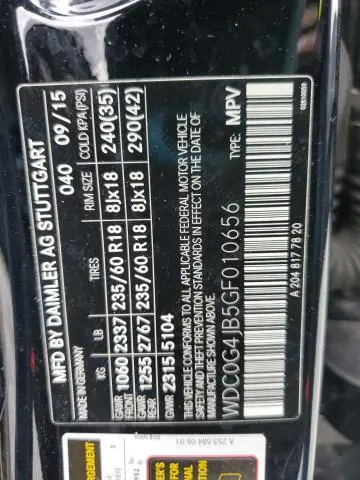 MFD BY DAIMLER AG STUTTGART
W.GERMANY 040 09/15
KG LB TIRES RIM SIZE COLD KPA(PSI)
GAWR FRONT 1060 2337 235/60 R18 8Jx18 240(35)
GAWR REAR 1255 2767 235/60 R18 8Jx18 290(42)
GVWR 2315 5104
THIS VEHICLE CONFORMS TO ALL APPLICABLE FEDERAL MOTOR VEHICLE
SAFETY AND THEFT PREVENTION STANDARDS IN EFFECT ON THE DATE OF
MANUFACTURE SHOWN ABOVE.
WDC0G4JB5GF010656 TYPE: MPV
A 204 817 78 20
A 253 584 06 01